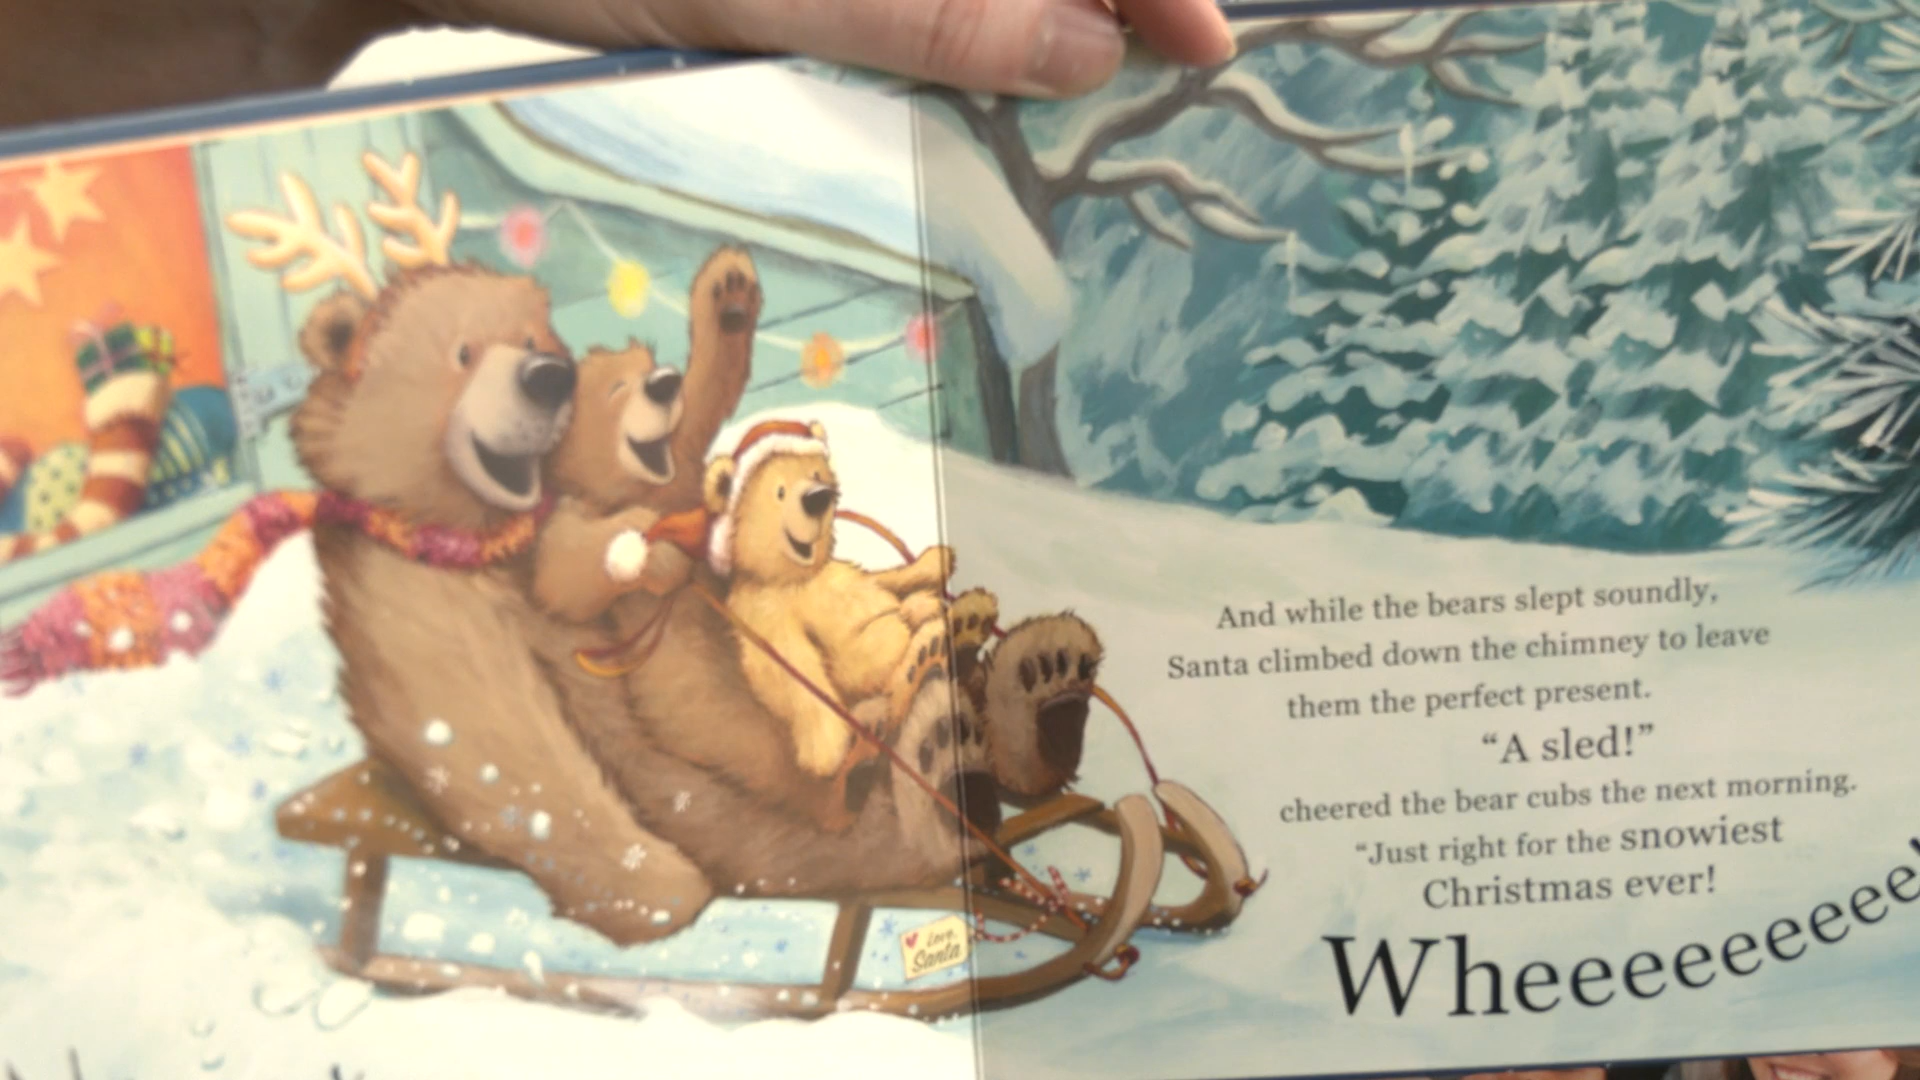 Love,
Santa
And while the bears slept soundly,
Santa climbed down the chimney to leave
them the perfect present.
“A sled!”
cheered the bear cubs the next morning.
“Just right for the snowiest
Christmas ever!
Wheeeeeeeeee!